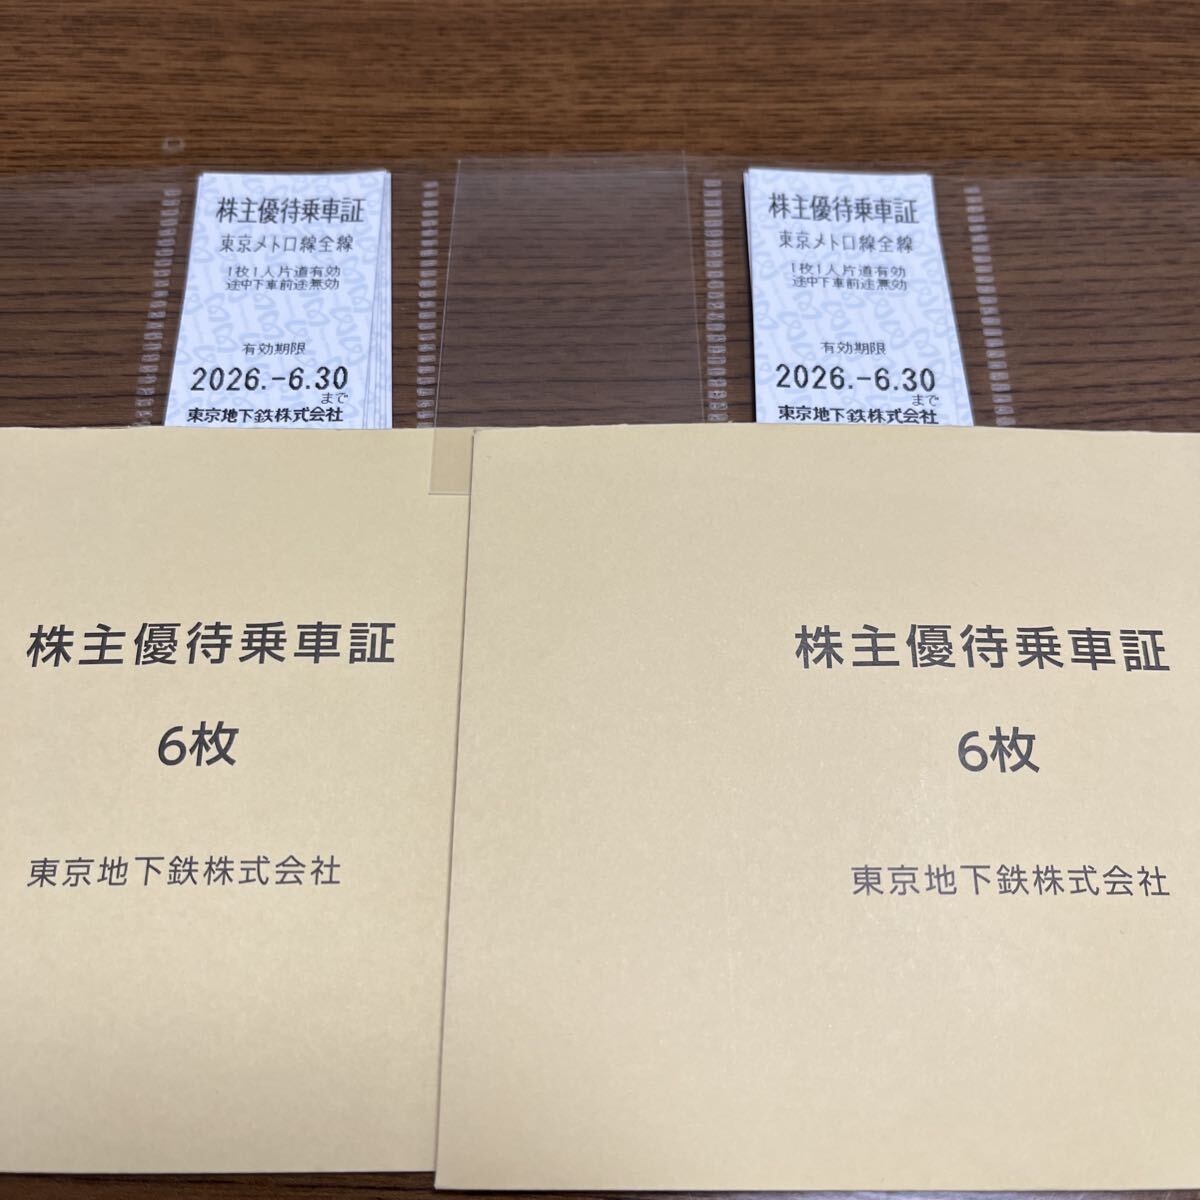 株主優待乗車証
東京メトロ線全線
1枚1人片道有効
途中下車前途無効
有効期限
2026.-6.30
まで
東京地下鉄株式会社
株主優待乗車証
東京メトロ線全線
1枚1人片道有効
途中下車前途無効
有効期限
2026.-6.30
まで
東京地下鉄株式会社
株主優待乗車証
6枚
東京地下鉄株式会社
株主優待乗車証
6枚
東京地下鉄株式会社